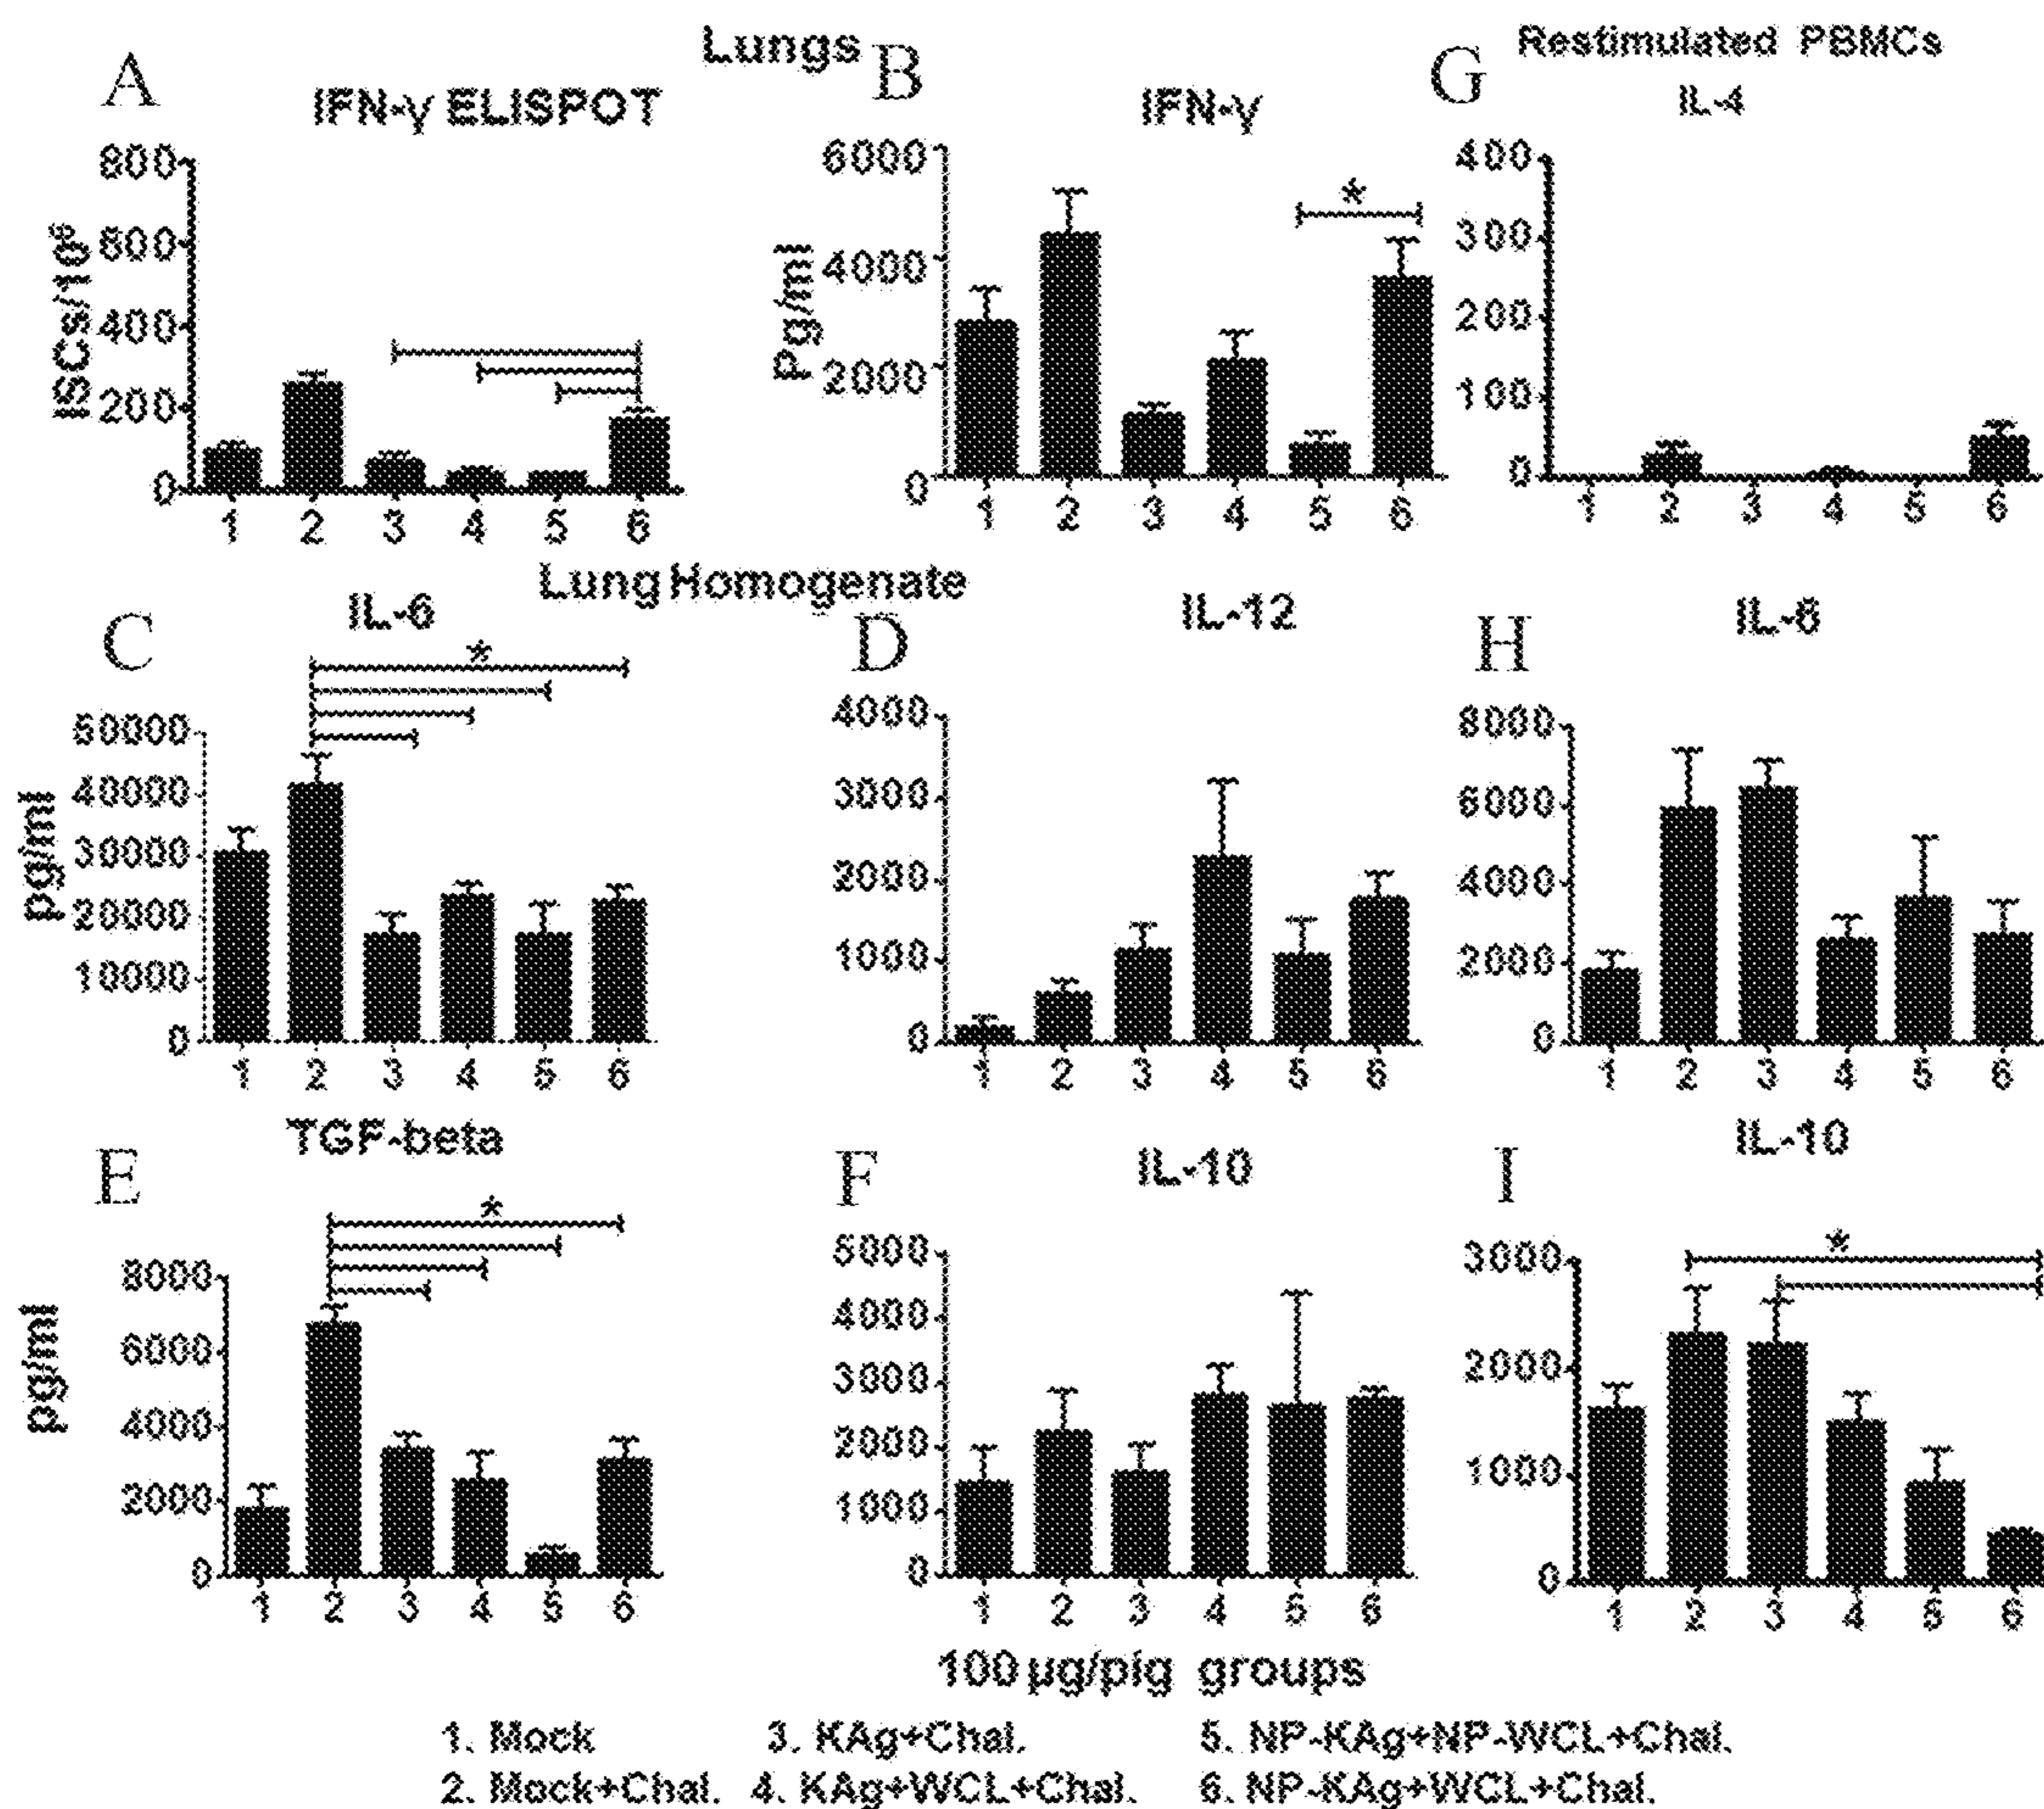 Lungs
A
IFN-γ ELISPOT
ISCs/10⁶
800
600
400
200
0
1 2 3 4 5 6
B
IFN-γ
Pg/ml
6000
4000
2000
0
*
1 2 3 4 5 6
Restimulated PBMCs
G
IL-4
400
300
200
100
0
1 2 3 4 5 6
Lung Homogenate
C
IL-6
*
pg/ml
50000
40000
30000
20000
10000
0
1 2 3 4 5 6
D
IL-12
4000
3000
2000
1000
0
1 2 3 4 5 6
H
IL-6
8000
6000
4000
2000
0
1 2 3 4 5 6
E
TGF-beta
*
pg/ml
8000
6000
4000
2000
0
1 2 3 4 5 6
F
IL-10
5000
4000
3000
2000
1000
0
1 2 3 4 5 6
I
IL-10
*
3000
2000
1000
0
1 2 3 4 5 6
100 µg/pig groups
1. Mock 3. KAg+Chal. 5. NP-KAg+NP-WCL+Chal.
2. Mock+Chal. 4. KAg+WCL+Chal. 6. NP-KAg+WCL+Chal.